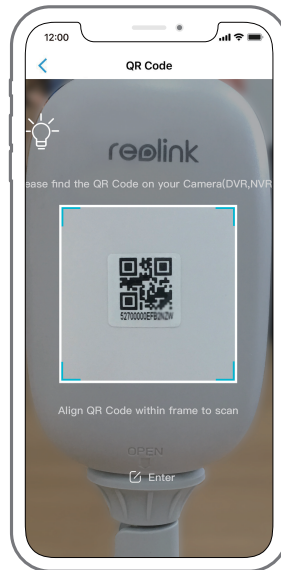 12:00
QR Code
reolink
ease find the QR Code on your Camera(DVR,NVR
52700000EFB2NZW
Align QR Code within frame to scan
OPEN
Enter